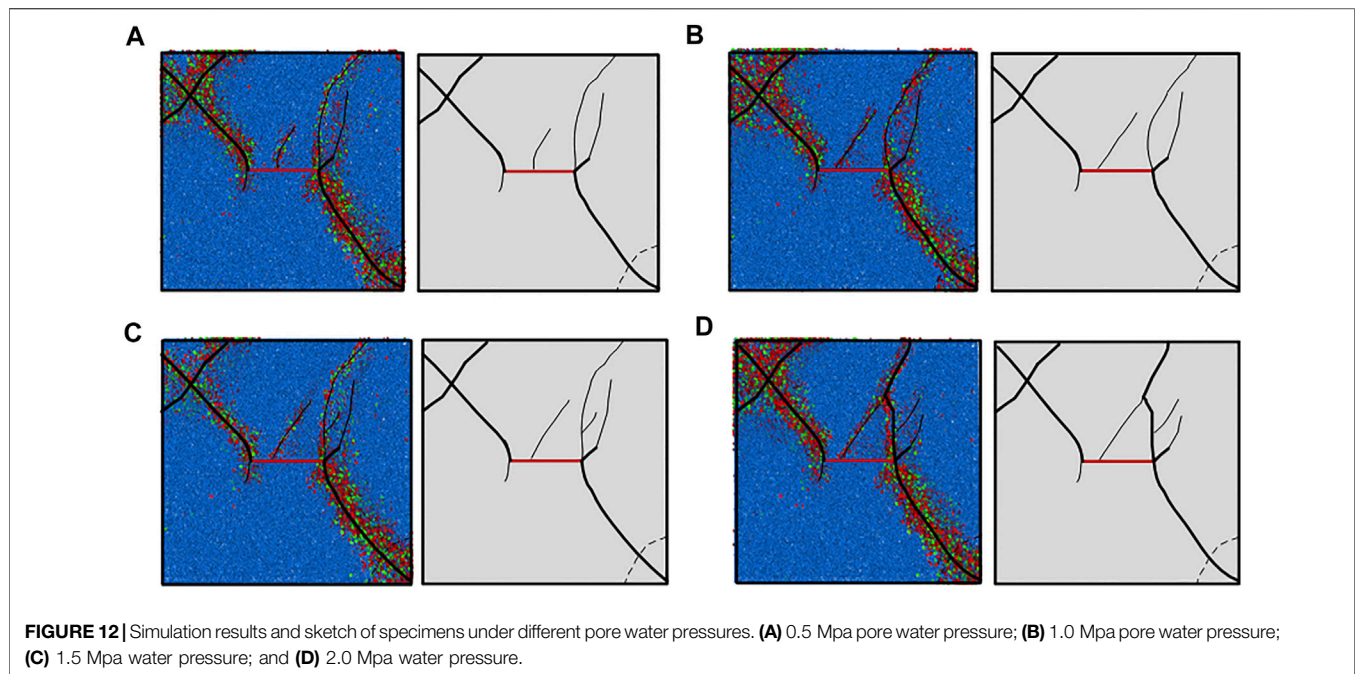 A
B
C
D
FIGURE 12 | Simulation results and sketch of specimens under different pore water pressures. (A) 0.5 Mpa pore water pressure; (B) 1.0 Mpa pore water pressure;
(C) 1.5 Mpa water pressure; and (D) 2.0 Mpa water pressure.